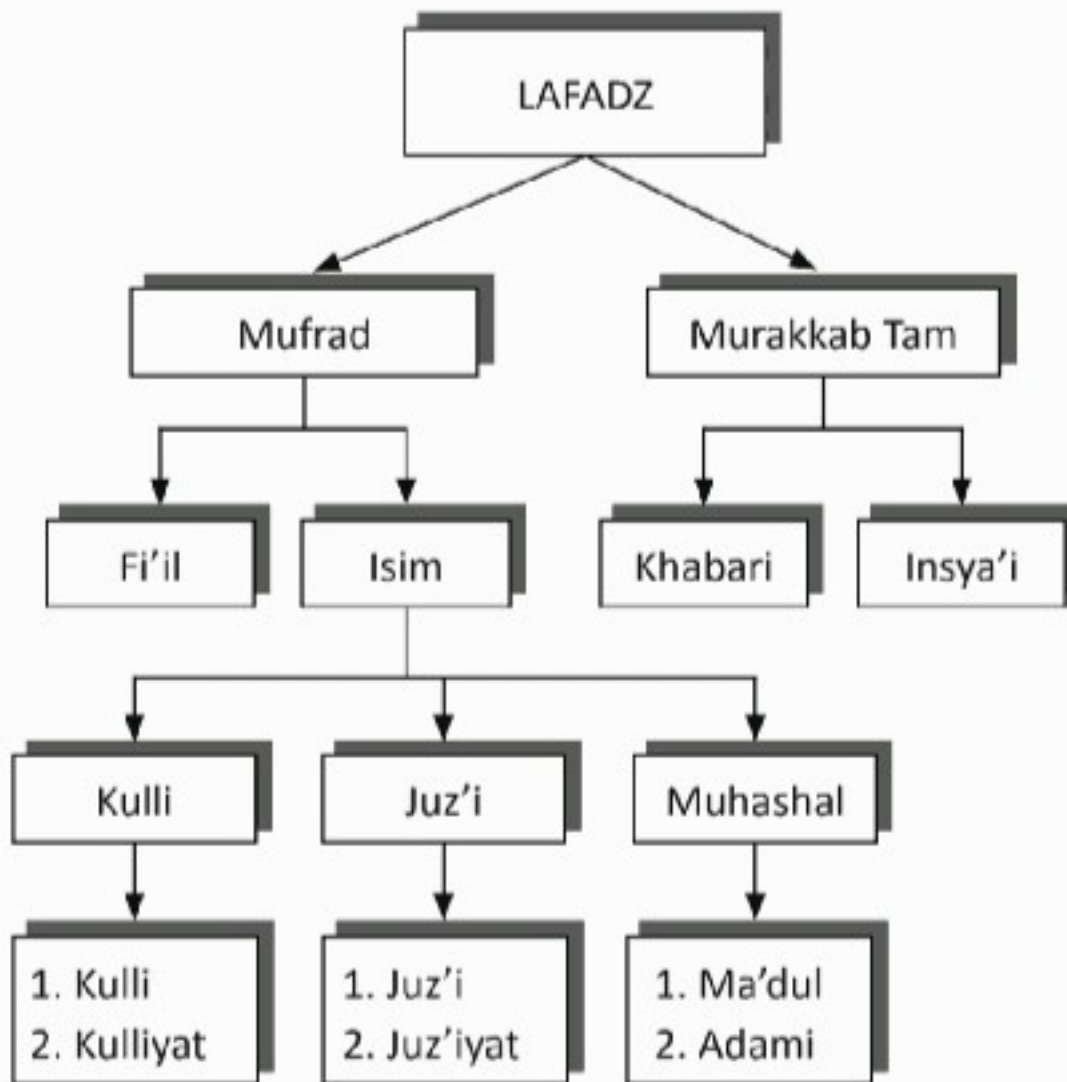 LAFADZ
Mufrad
Murakkab Tam
Fi’il
Isim
Khabari
Insya’i
Kulli
Juz’i
Muhashal
1. Kulli
2. Kulliyat
1. Juz’i
2. Juz’iyat
1. Ma’dul
2. Adami